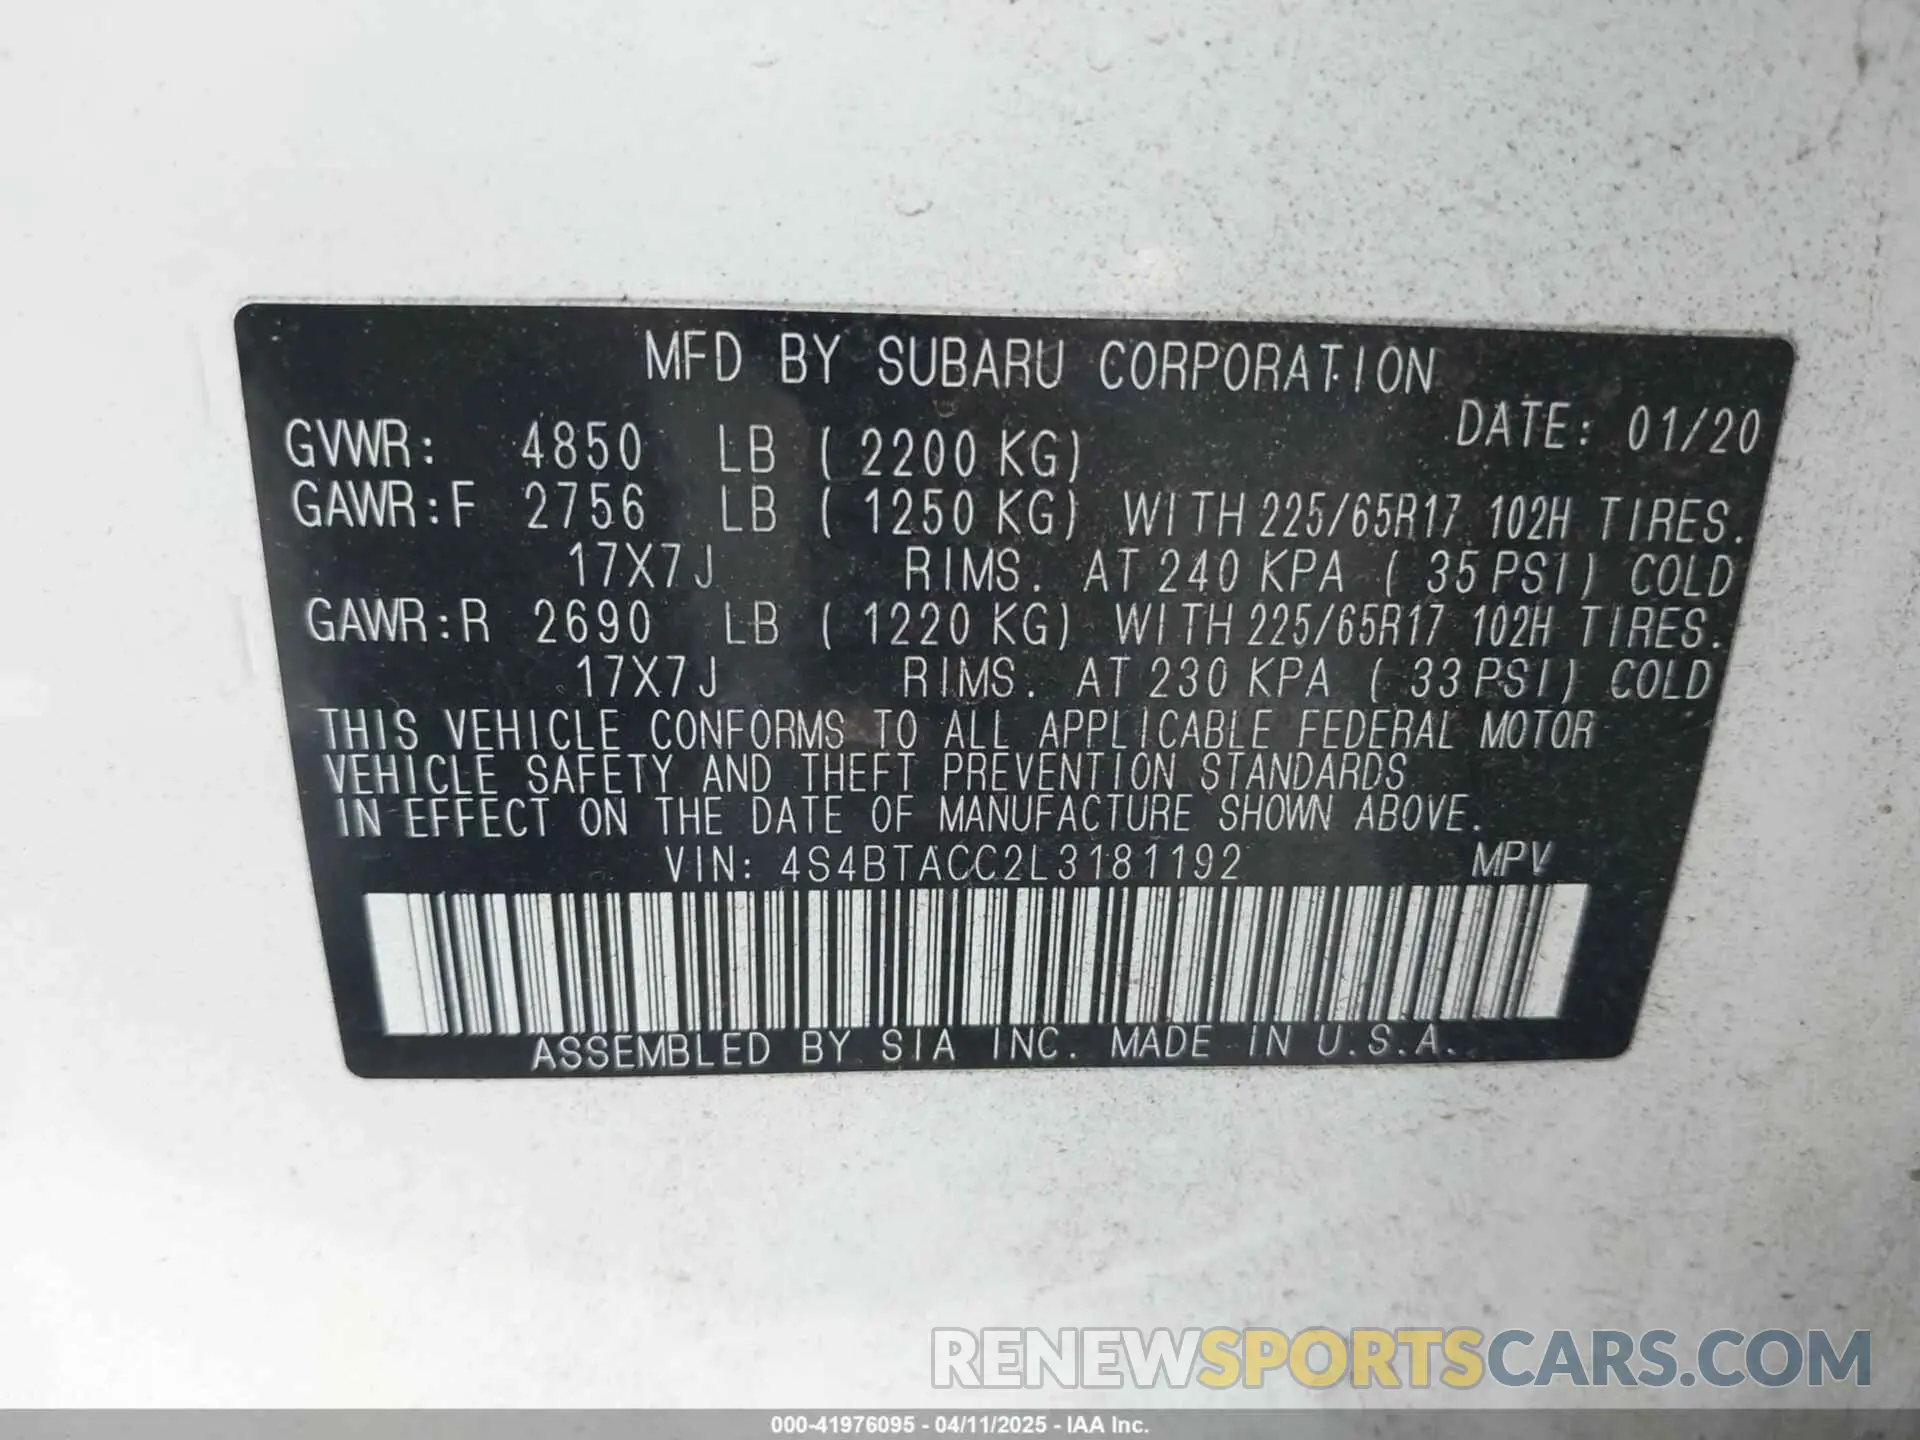 MFD BY SUBARU CORPORATION
DATE: 01/20
GVWR: 4850 LB ( 2200 KG)
GAWR:F 2756 LB ( 1250 KG) WITH 225/65R17 102H TIRES.
17X7J RIMS. AT 240 KPA ( 35 PSI) COLD
GAWR:R 2690 LB ( 1220 KG) WITH 225/65R17 102H TIRES.
17X7J RIMS. AT 230 KPA ( 33 PSI) COLD
THIS VEHICLE CONFORMS TO ALL APPLICABLE FEDERAL MOTOR
VEHICLE SAFETY AND THEFT PREVENTION STANDARDS
IN EFFECT ON THE DATE OF MANUFACTURE SHOWN ABOVE.
VIN: 4S4BTACC2L3181192 MPV
ASSEMBLED BY SIA INC. MADE IN U.S.A.
RENEWSPORTSCARS.COM
000-41976095 - 04/11/2025 - IAA Inc.